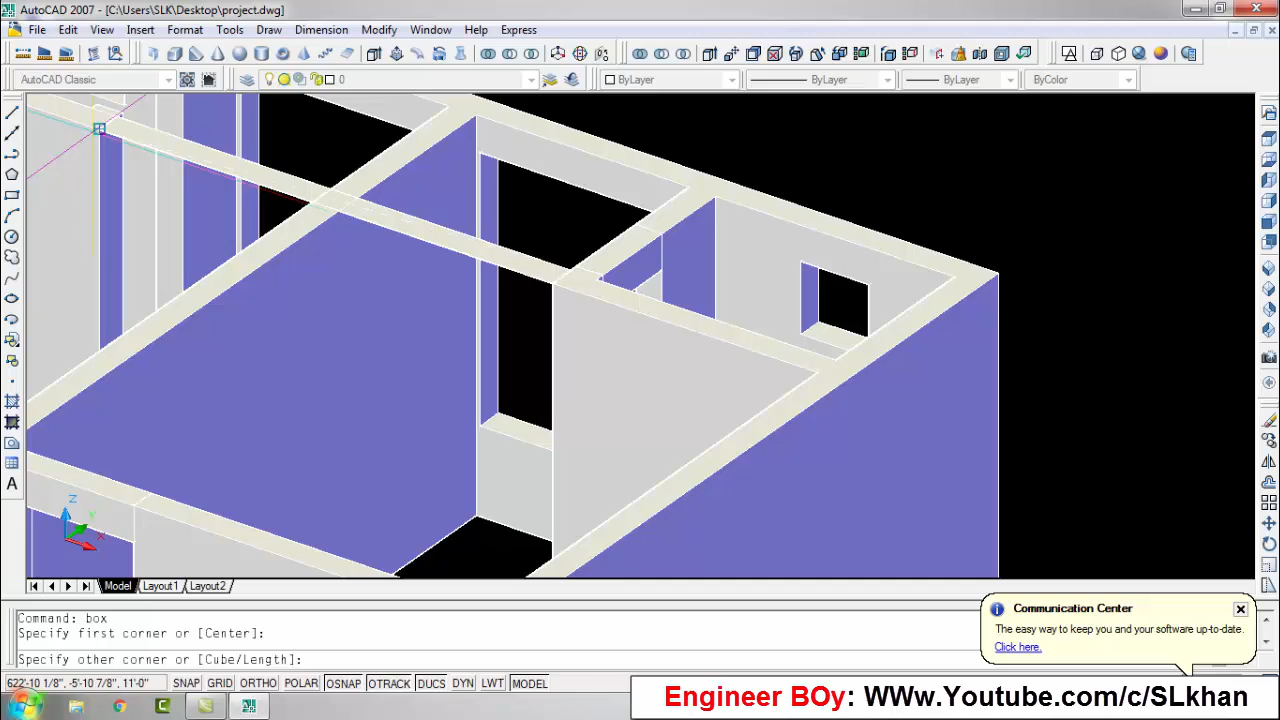 AutoCAD 2007 - [C:\Users\SLK\Desktop\project.dwg]
File Edit View Insert Format Tools Draw Dimension Modify Window Help Express
AutoCAD Classic 0 ByLayer ByLayer ByLayer ByColor
A
Z
Y
X
Model Layout1 Layout2
Command: box
Specify first corner or [Center]:
Specify other corner or [Cube/Length]:
Communication Center
The easy way to keep you and your software up-to-date.
Click here.
622'-10 1/8", -5'-10 7/8", 11'-0" SNAP GRID ORTHO POLAR OSNAP OTRACK DUCS DYN LWT MODEL
Engineer BOy: WWw.Youtube.com/c/SLkhan